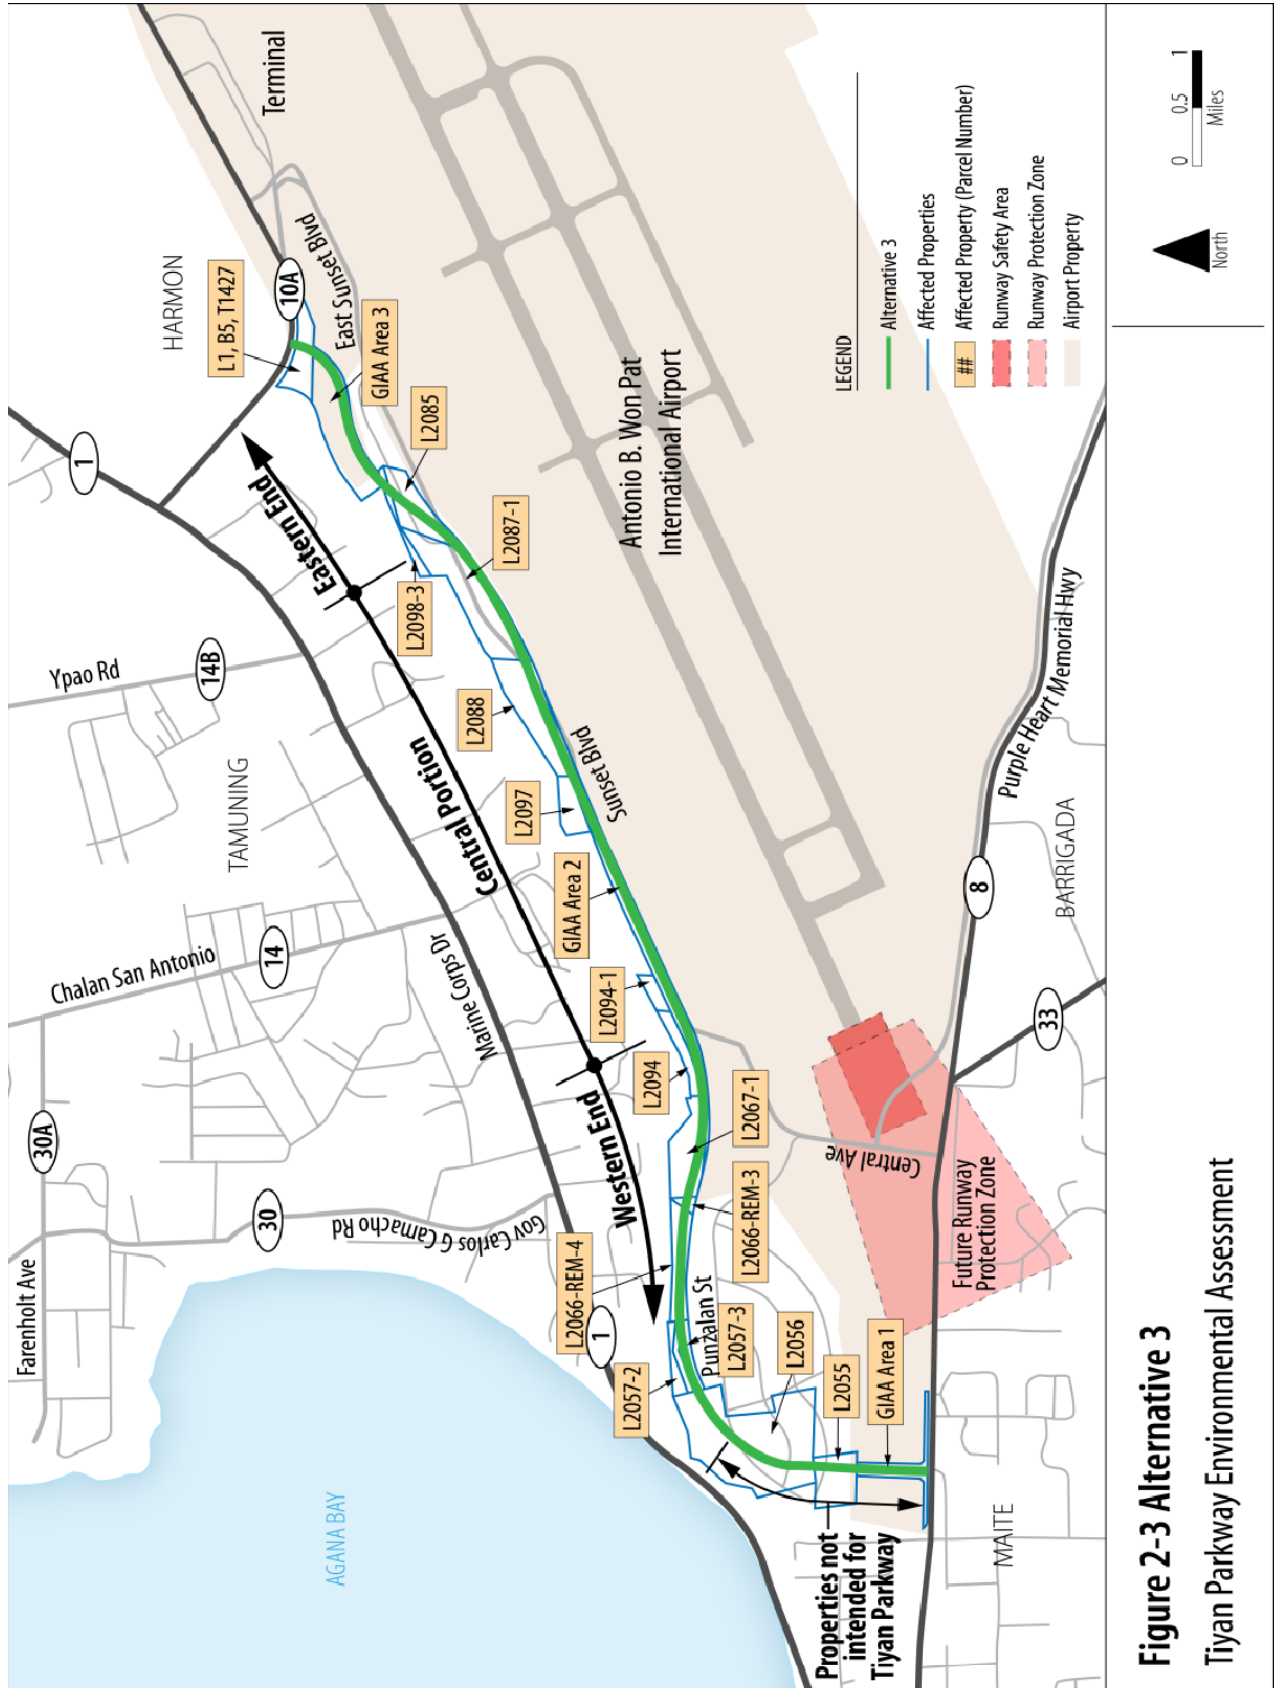 Farenholt Ave
30A
Chalan San Antonio
14
Ypao Rd
14B
1
HARMON
Terminal
TAMUNING
30
Gov Carlos G Camacho Rd
Marine Corps Dr
AGANA BAY
1
Western End
Central Portion
Eastern End
10A
L1, B5, T1427
East Sunset Blvd
GIAA Area 3
L2085
L2087-1
L2098-3
L2088
L2097
Sunset Blvd
GIAA Area 2
L2094-1
L2094
L2067-1
L2066-REM-3
L2066-REM-4
Punzalan St
L2057-3
L2057-2
L2056
L2055
GIAA Area 1
Properties not
intended for
Tiyan Parkway
Antonio B. Won Pat
International Airport
Central Ave
Future Runway
Protection Zone
MAITE
8
33
BARRIGADA
Purple Heart Memorial Hwy
LEGEND
Alternative 3
Affected Properties
##
Affected Property (Parcel Number)
Runway Safety Area
Runway Protection Zone
Airport Property
Figure 2-3 Alternative 3
Tiyan Parkway Environmental Assessment
North
0 0.5 1
Miles